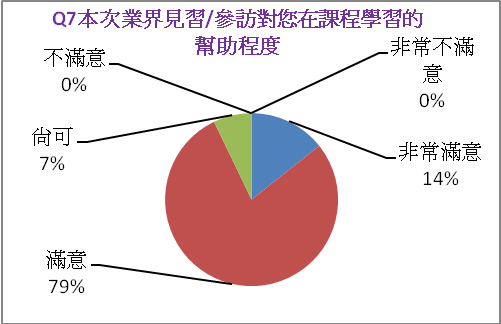 Q7本次業界見習/參訪對您在課程學習的
幫助程度
不滿意
0%
非常不滿
意
0%
尚可
7%
非常滿意
14%
滿意
79%